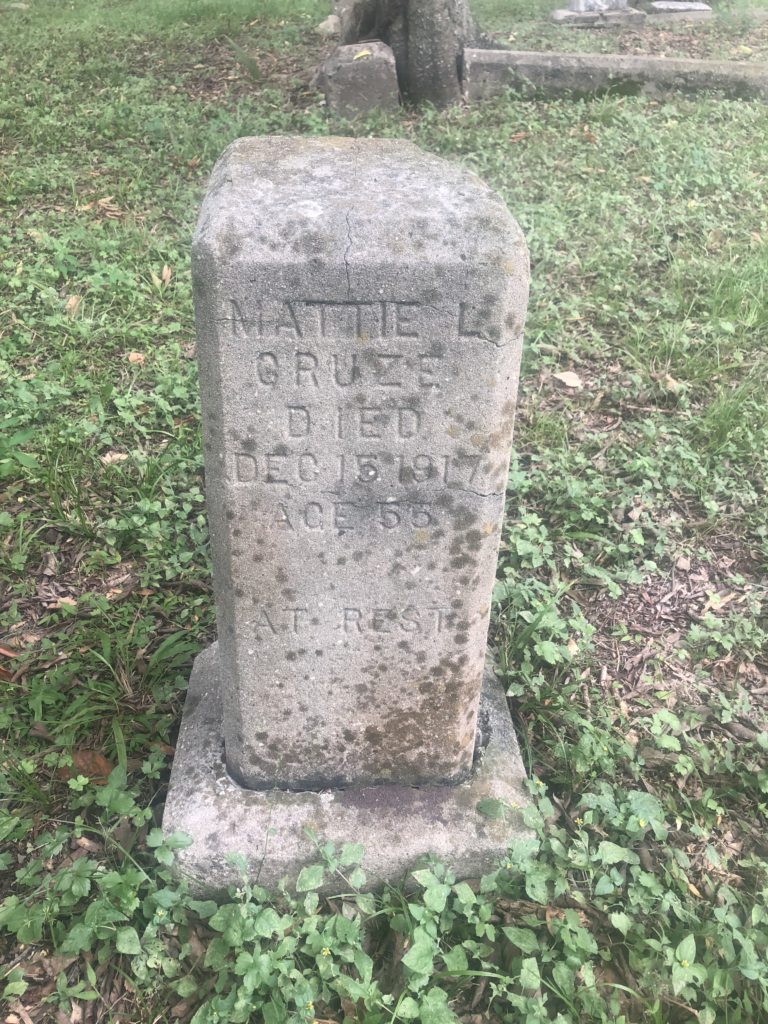 MATTIE L.
CRUZE
DIED
DEC 15 1917
AGE 55
AT REST